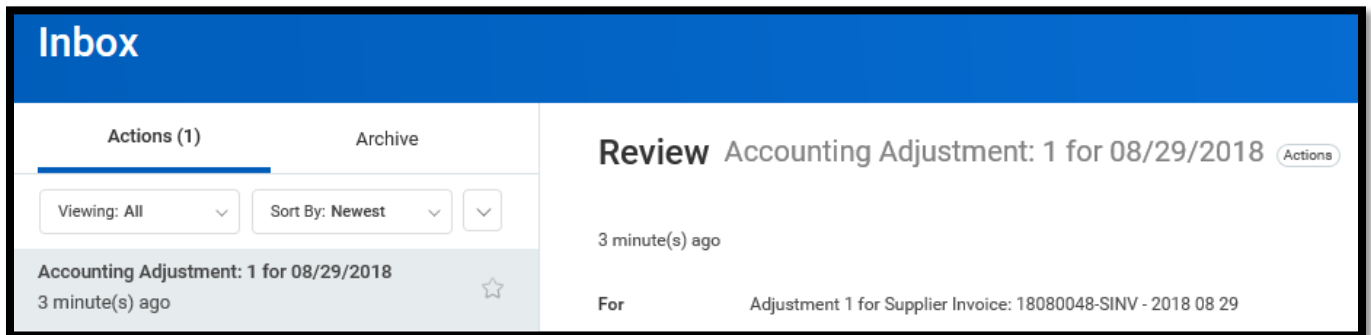 Inbox
Actions (1) Archive
Viewing: All Sort By: Newest
Accounting Adjustment: 1 for 08/29/2018
3 minute(s) ago
Review Accounting Adjustment: 1 for 08/29/2018 Actions
3 minute(s) ago
For Adjustment 1 for Supplier Invoice: 18080048-SINV - 2018 08 29